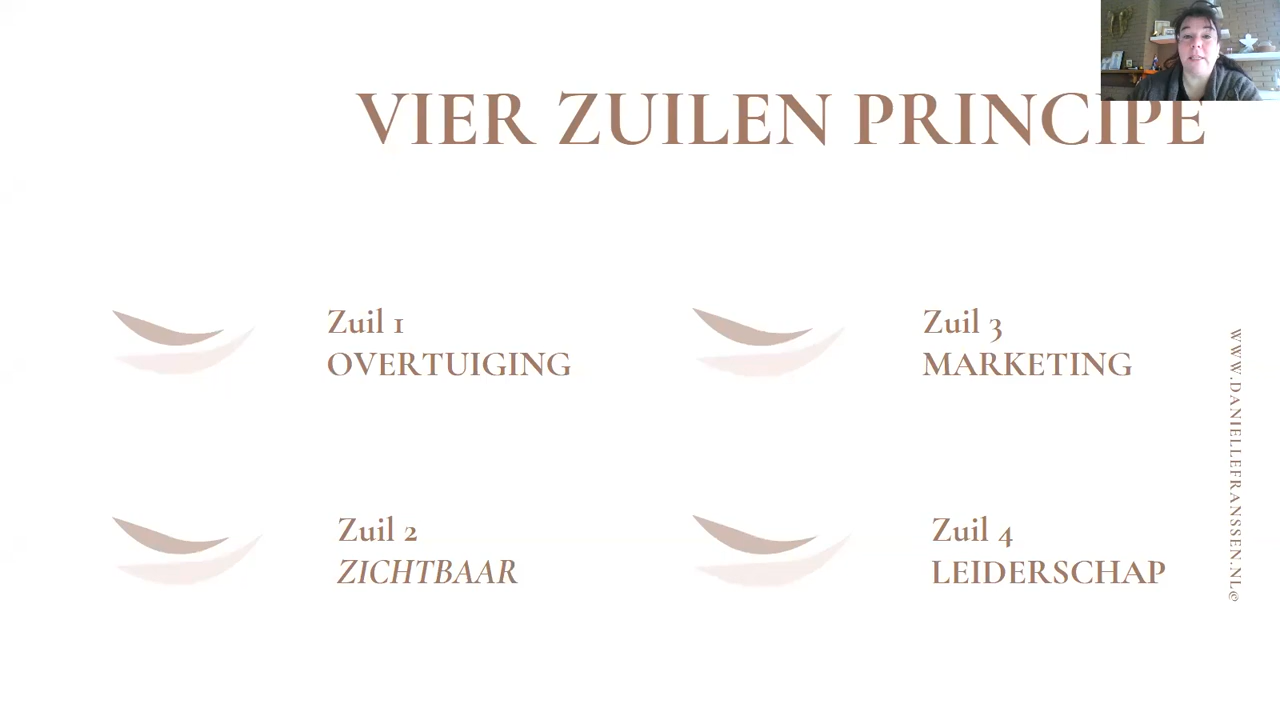 VIER ZUILEN PRINCIPE
Zuil 1
OVERTUIGING
Zuil 2
ZICHTBAAR
Zuil 3
MARKETING
Zuil 4
LEIDERSCHAP
WWW.DANIELLEFRANSSEN.NL@